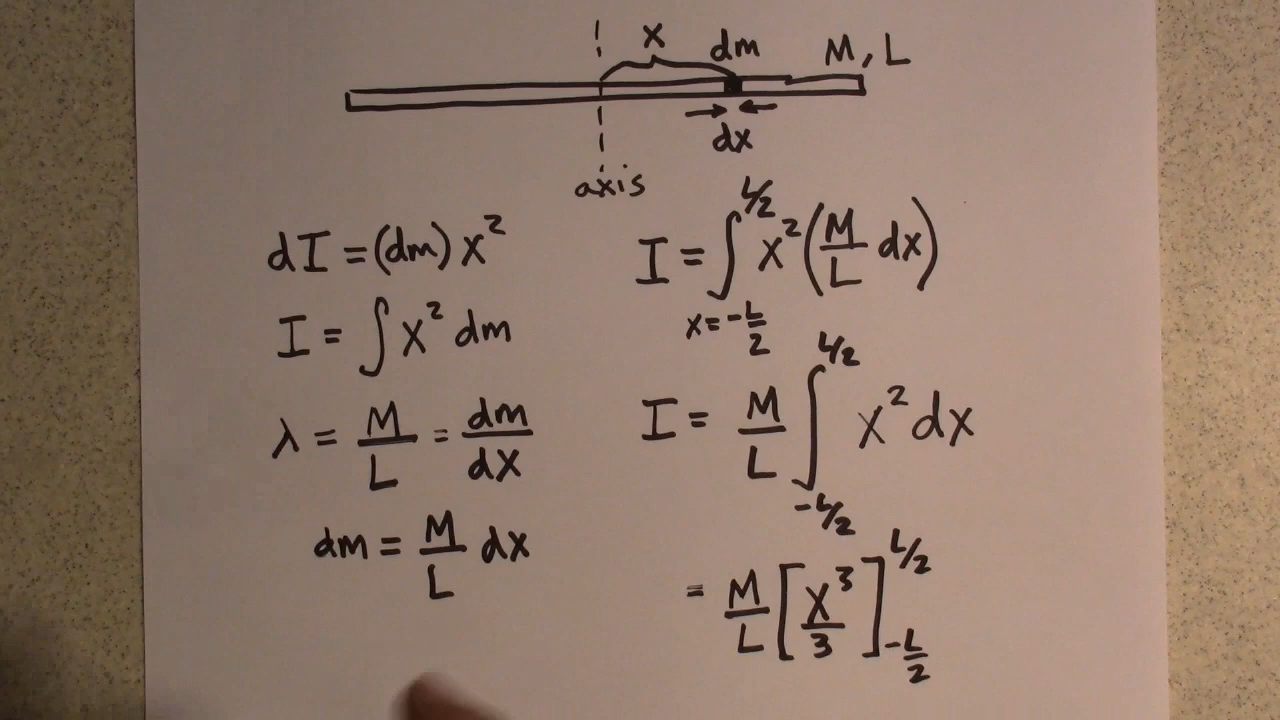 x dm M, L
dx
axis
dI = (dm) x²
I = ∫ x² dm
λ = M/L = dm/dx
dm = M/L dx
I = ∫_{x=-L/2}^{L/2} x² (M/L dx)
I = M/L ∫_{-L/2}^{L/2} x² dx
= M/L [x³/3]_{-L/2}^{L/2}